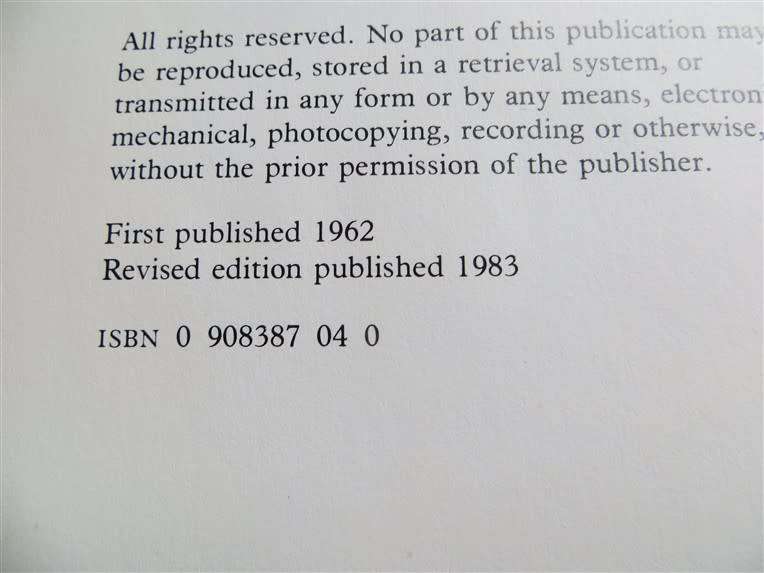 All rights reserved. No part of this publication may
be reproduced, stored in a retrieval system, or
transmitted in any form or by any means, electron
mechanical, photocopying, recording or otherwise,
without the prior permission of the publisher.
First published 1962
Revised edition published 1983
ISBN 0 908387 04 0